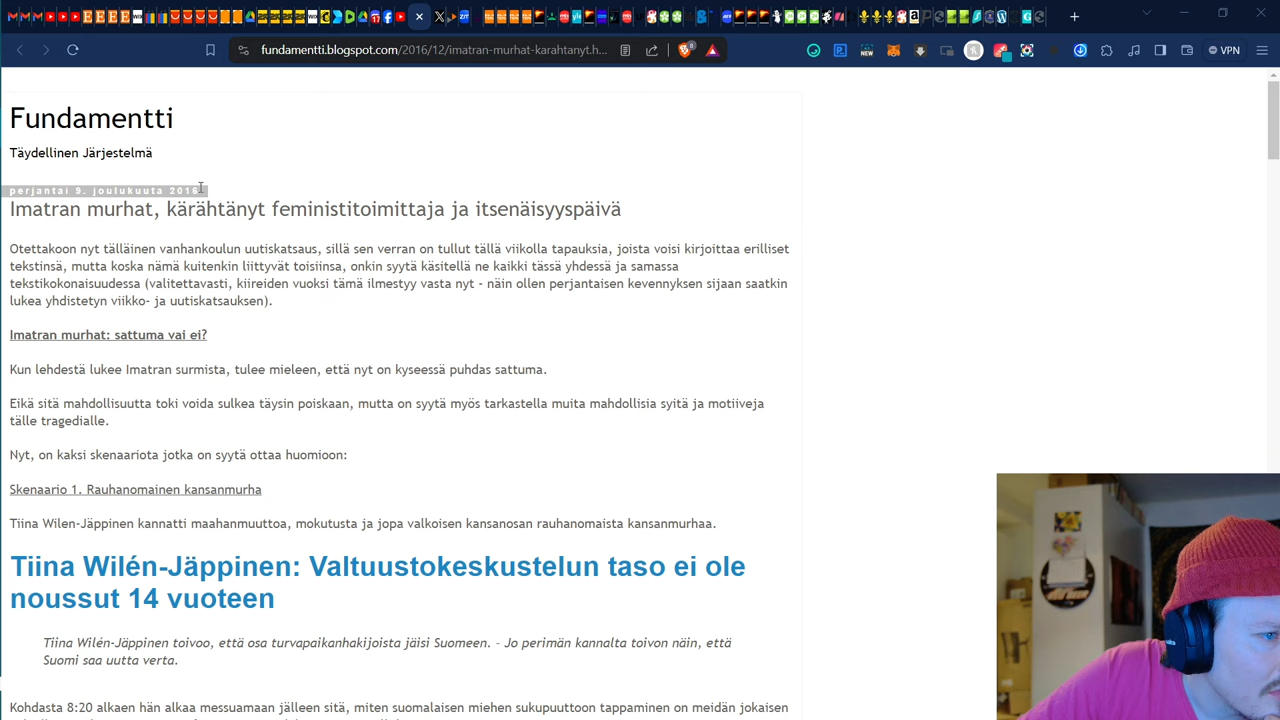 fundamentti.blogspot.com/2016/12/imatran-murhat-karahtanyt.h...
VPN
Fundamentti
Täydellinen Järjestelmä
perjantai 9. joulukuuta 2016
Imatran murhat, kärähtänyt feministitoimittaja ja itsenäisyyspäivä
Otettakoon nyt tälläinen vanhankoulun uutiskatsaus, sillä sen verran on tullut tällä viikolla tapauksia, joista voisi kirjoittaa erilliset
tekstinsä, mutta koska nämä kuitenkin liittyvät toisiinsa, onkin syytä käsitellä ne kaikki tässä yhdessä ja samassa
tekstikokonaisuudessa (valitettavasti, kiireiden vuoksi tämä ilmestyy vasta nyt - näin ollen perjantaisen kevennyksen sijaan saatkin
lukea yhdistetyn viikko- ja uutiskatsauksen).
Imatran murhat: sattuma vai ei?
Kun lehdestä lukee Imatran surmista, tulee mieleen, että nyt on kyseessä puhdas sattuma.
Eikä sitä mahdollisuutta toki voida sulkea täysin poiskaan, mutta on syytä myös tarkastella muita mahdollisia syitä ja motiiveja
tälle tragedialle.
Nyt, on kaksi skenaariota jotka on syytä ottaa huomioon:
Skenaario 1. Rauhanomainen kansanmurha
Tiina Wilen-Jäppinen kannatti maahanmuuttoa, mokutusta ja jopa valkoisen kansanosan rauhanomaista kansanmurhaa.
Tiina Wilén-Jäppinen: Valtuustokeskustelun taso ei ole
noussut 14 vuoteen
Tiina Wilén-Jäppinen toivoo, että osa turvapaikanhakijoista jäisi Suomeen. – Jo perimän kannalta toivon näin, että
Suomi saa uutta verta.
Kohdasta 8:20 alkaen hän alkaa messuamaan jälleen sitä, miten suomalaisen miehen sukupuuttoon tappaminen on meidän jokaisen